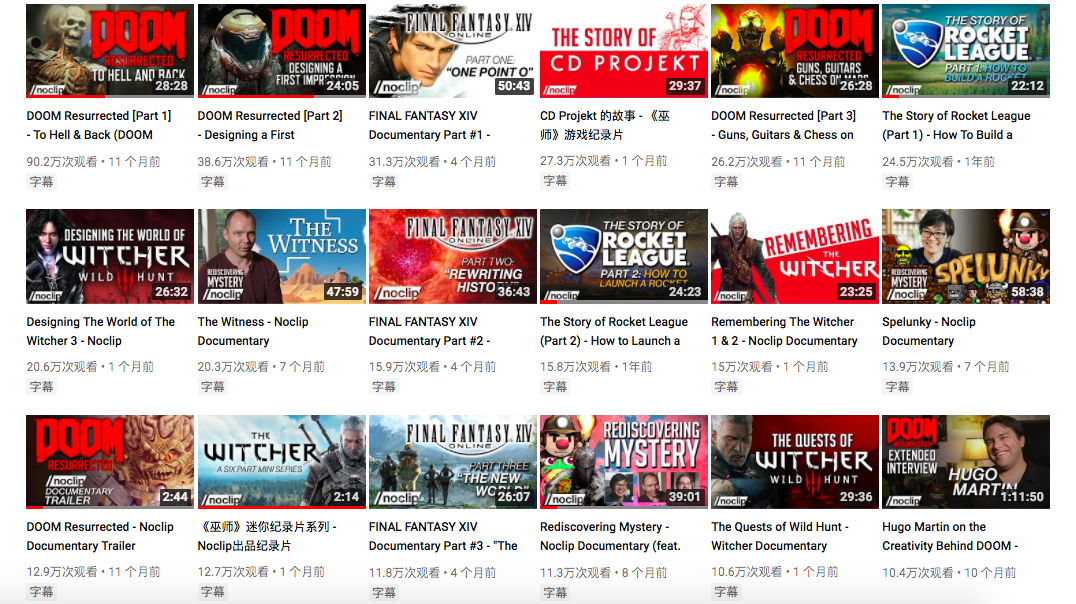 DOOM
RESURRECTED
TO HELL AND BACK
/noclip
28:28
DOOM
RESURRECTED
DESIGNING A
FIRST IMPRESSION
/noclip
24:05
FINAL FANTASY XIV
ONLINE
PART ONE:
"ONE POINT O"
/noclip
50:43
THE STORY OF
CD PROJEKT
/noclip
29:37
DOOM
RESURRECTED
GUNS, GUITARS
& CHESS ON MARS
/noclip
26:28
THE STORY OF
ROCKET
LEAGUE
PART 1: HOW TO
BUILD A ROCKET
/noclip
22:12
DOOM Resurrected [Part 1]
- To Hell & Back (DOOM
90.2万次观看 • 11 个月前
字幕
DOOM Resurrected [Part 2]
- Designing a First
38.6万次观看 • 11 个月前
字幕
FINAL FANTASY XIV
Documentary Part #1 -
31.3万次观看 • 4 个月前
字幕
CD Projekt 的故事 - 《巫
师》游戏纪录片
27.3万次观看 • 1 个月前
字幕
DOOM Resurrected [Part 3]
- Guns, Guitars & Chess on
26.2万次观看 • 11 个月前
字幕
The Story of Rocket League
(Part 1) - How To Build a
24.5万次观看 • 1年前
字幕
DESIGNING THE WORLD OF
WITCHER
WILD HUNT
/noclip
26:32
THE
WITNESS
REDISCOVERING
MYSTERY
/noclip
47:59
FINAL FANTASY XIV
ONLINE
PART TWO:
"REWRITING
HISTORY"
/noclip
36:43
THE STORY OF
ROCKET
LEAGUE
PART 2: HOW TO
LAUNCH A ROCKET
/noclip
24:23
REMEMBERING
THE
WITCHER
/noclip
23:25
REDISCOVERING
MYSTERY
SPELUNKY
/noclip
58:38
Designing The World of The
Witcher 3 - Noclip
20.6万次观看 • 1 个月前
字幕
The Witness - Noclip
Documentary
20.3万次观看 • 7 个月前
字幕
FINAL FANTASY XIV
Documentary Part #2 -
15.9万次观看 • 4 个月前
字幕
The Story of Rocket League
(Part 2) - How to Launch a
15.8万次观看 • 1年前
字幕
Remembering The Witcher
1 & 2 - Noclip Documentary
15万次观看 • 1 个月前
字幕
Spelunky - Noclip
Documentary
13.9万次观看 • 7 个月前
字幕
DOOM
RESURRECTED
/noclip
DOCUMENTARY
TRAILER
2:44
THE
WITCHER
A SIX PART MINI SERIES
/noclip
2:14
FINAL FANTASY XIV
ONLINE
PART THREE
"THE NEW
WORLD"
/noclip
26:07
REDISCOVERING
MYSTERY
/noclip
39:01
THE QUESTS OF
WITCHER
WILD HUNT
/noclip
29:36
DOOM
RESURRECTED
EXTENDED
INTERVIEW
HUGO
MARTIN
/noclip
1:11:50
DOOM Resurrected - Noclip
Documentary Trailer
12.9万次观看 • 11 个月前
字幕
《巫师》迷你纪录片系列 -
Noclip出品纪录片
12.7万次观看 • 1 个月前
字幕
FINAL FANTASY XIV
Documentary Part #3 - "The
11.8万次观看 • 4 个月前
字幕
Rediscovering Mystery -
Noclip Documentary (feat.
11.3万次观看 • 8 个月前
字幕
The Quests of Wild Hunt -
Witcher Documentary
10.6万次观看 • 1 个月前
字幕
Hugo Martin on the
Creativity Behind DOOM -
10.4万次观看 • 10 个月前
字幕